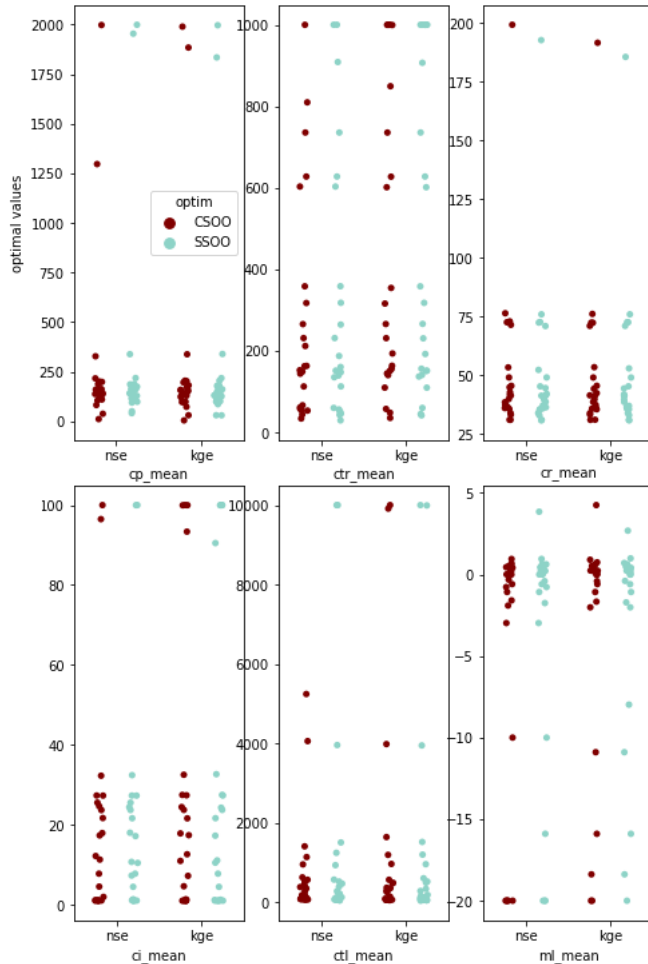 2000
1750
1500
1250
1000
750
500
250
0
optimal values
optim
CSOO
SSOO
nse
kge
cp_mean
1000
800
600
400
200
0
nse
kge
ctr_mean
200
175
150
125
100
75
50
25
nse
kge
cr_mean
100
80
60
40
20
0
nse
kge
ci_mean
10000
8000
6000
4000
2000
0
nse
kge
ctl_mean
5
0
−5
−10
−15
−20
nse
kge
ml_mean